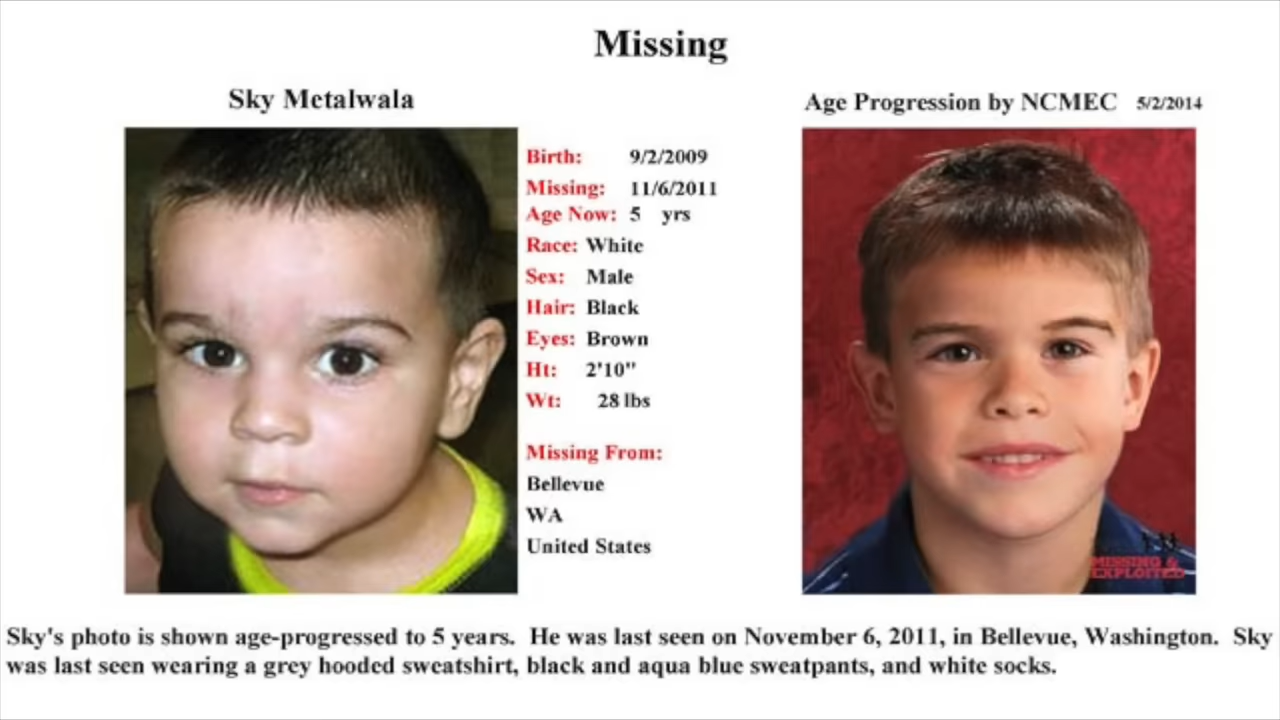 Missing
Sky Metalwala
Age Progression by NCMEC 5/2/2014
Birth: 9/2/2009
Missing: 11/6/2011
Age Now: 5 yrs
Race: White
Sex: Male
Hair: Black
Eyes: Brown
Ht: 2'10"
Wt: 28 lbs
Missing From:
Bellevue
WA
United States
MISSING &
EXPLOITED
Sky's photo is shown age-progressed to 5 years. He was last seen on November 6, 2011, in Bellevue, Washington. Sky
was last seen wearing a grey hooded sweatshirt, black and aqua blue sweatpants, and white socks.